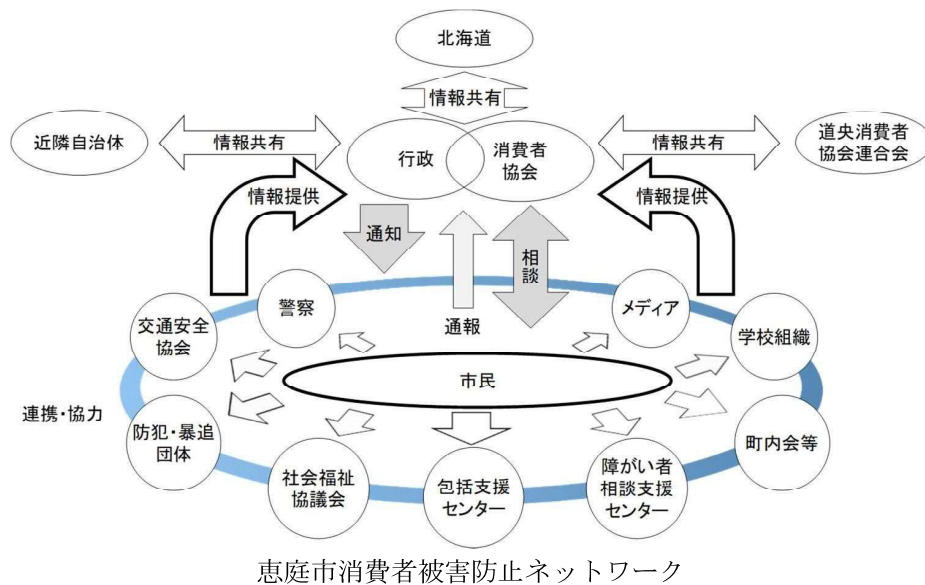 北海道
情報共有
近隣自治休
情報共有
行政
消費者
協会
情報共有
道央消費者
協会連合会
情報提供
情報提供
通知
相談
通報
警察
メディア
交通安全
協会
学校組織
市民
連携・協力
防犯・暴追
団体
町内会等
社会福祉
協議会
包括支援
センター
障がい者
相談支援
センター
恵庭市消費者被害防止ネットワーク